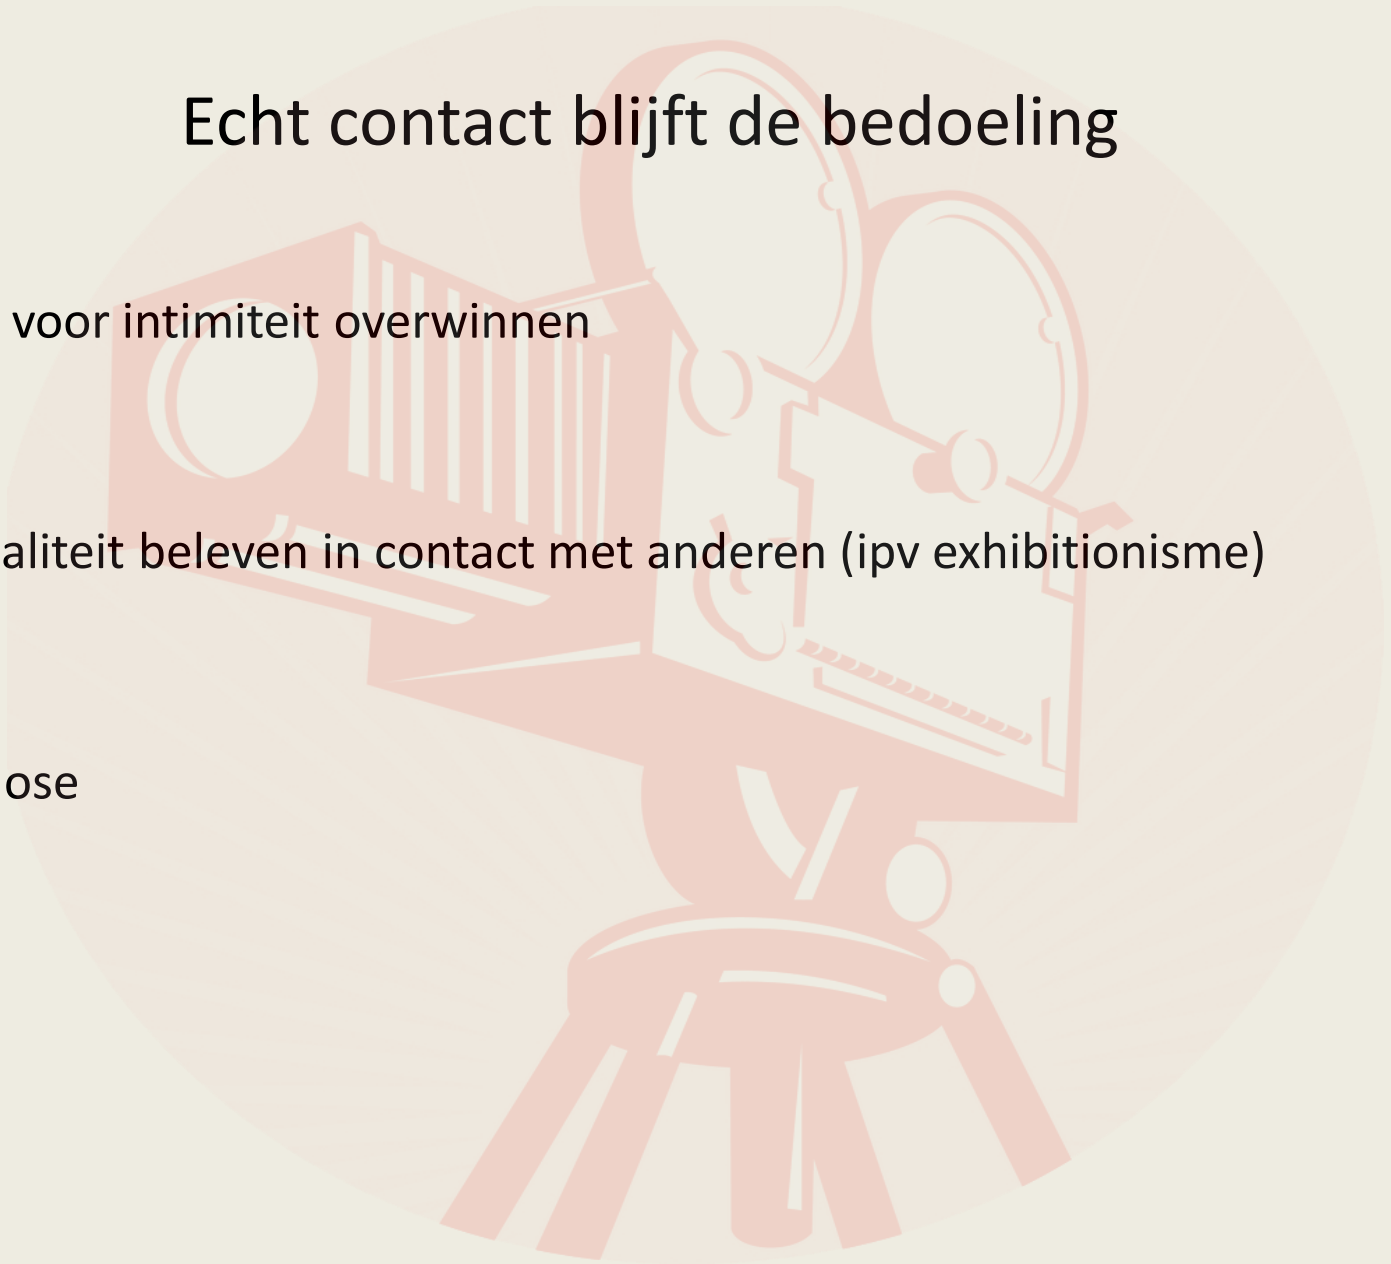 Echt contact blijft de bedoeling
voor intimiteit overwinnen
aliteit beleven in contact met anderen (ipv exhibitionisme)
ose